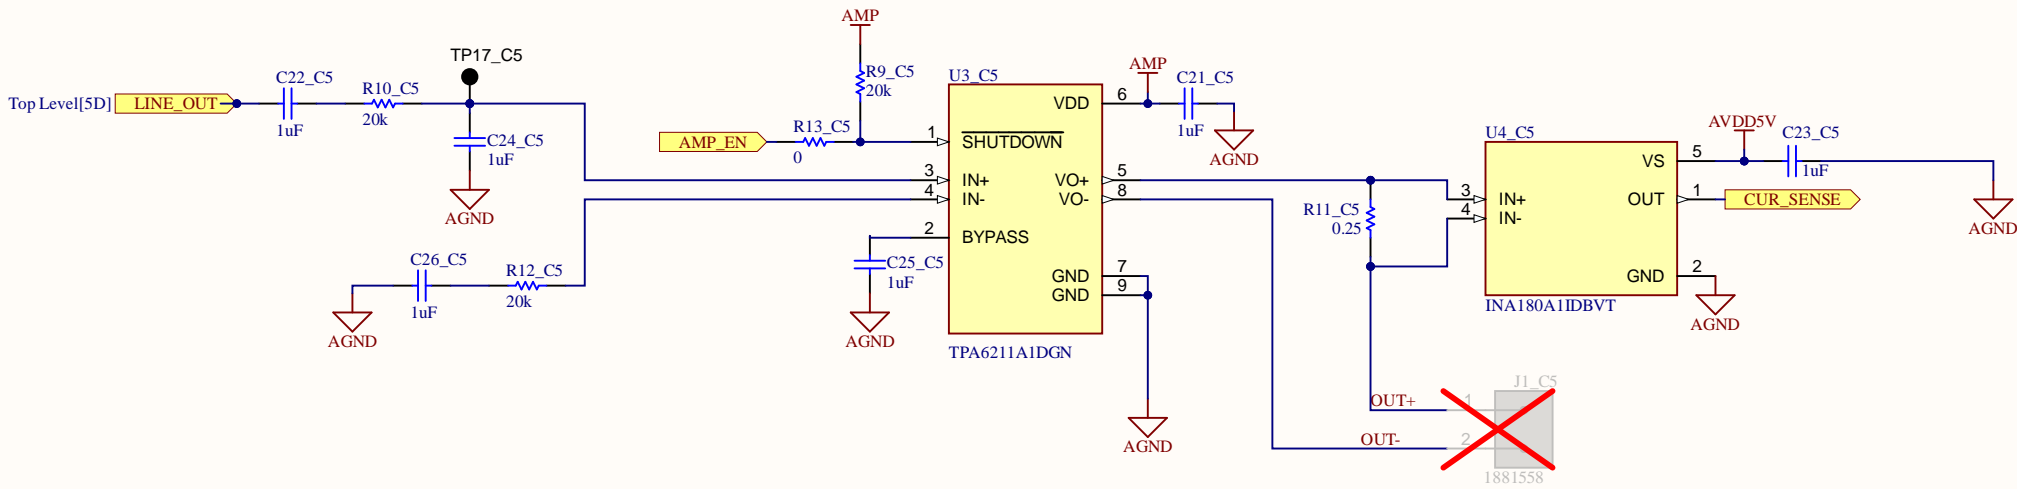 AMP
TP17_C5
C22_C5
R10_C5
R9_C5
20k
U3_C5
AMP
C21_C5
1uF
Top Level[5D]
LINE_OUT
1uF
20k
C24_C5
1uF
AGND
AMP_EN
R13_C5
0
1
SHUTDOWN
3
IN+
4
IN-
2
BYPASS
VDD
6
VO+
5
VO-
8
GND
7
GND
9
TPA6211A1DGN
AGND
C26_C5
1uF
R12_C5
20k
AGND
C25_C5
1uF
AGND
AGND
R11_C5
0.25
U4_C5
3
IN+
4
IN-
VS
5
OUT
1
GND
2
INA180A1IDBVT
AVDD5V
C23_C5
1uF
CUR_SENSE
AGND
AGND
J1_C5
OUT+
1
OUT-
2
1881558